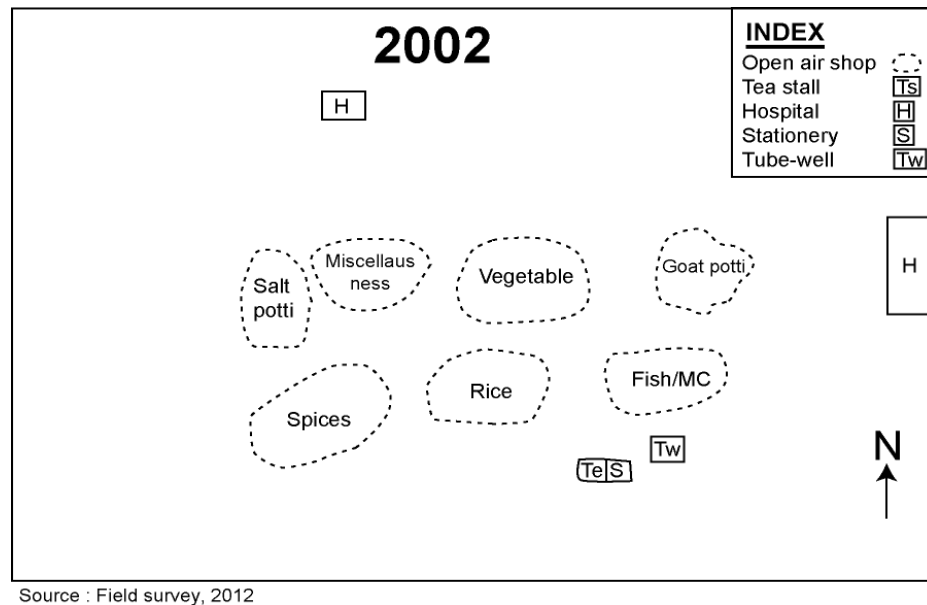 2002
INDEX
Open air shop
Tea stall Ts
Hospital H
Stationery S
Tube-well Tw
H
H
Salt
potti
Miscellaus
ness
Vegetable
Goat potti
Spices
Rice
Fish/MC
Te S
Tw
N
Source : Field survey, 2012